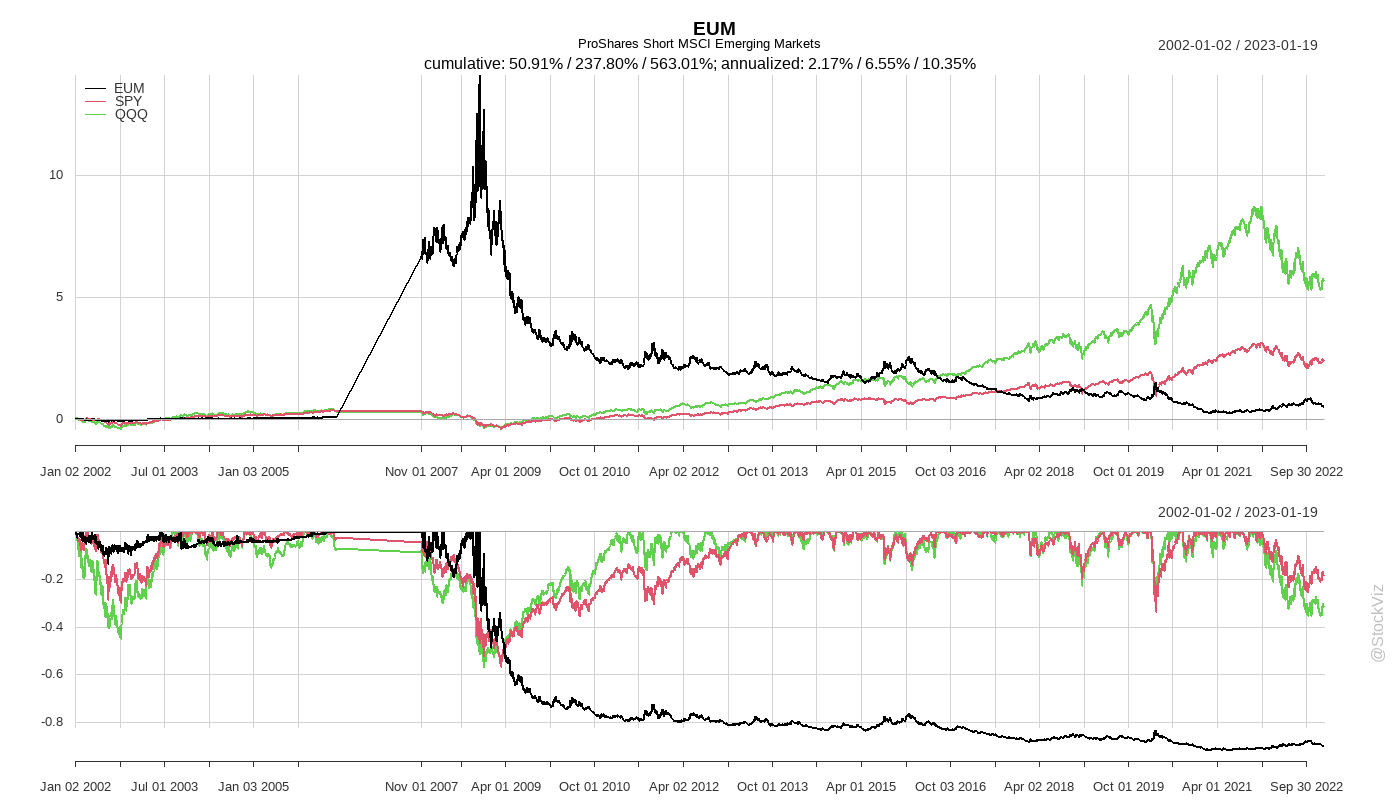 EUM
ProShares Short MSCI Emerging Markets
2002-01-02 / 2023-01-19
cumulative: 50.91% / 237.80% / 563.01%; annualized: 2.17% / 6.55% / 10.35%
EUM
SPY
QQQ
10
5
0
Jan 02 2002 Jul 01 2003 Jan 03 2005 Nov 01 2007 Apr 01 2009 Oct 01 2010 Apr 02 2012 Oct 01 2013 Apr 01 2015 Oct 03 2016 Apr 02 2018 Oct 01 2019 Apr 01 2021 Sep 30 2022
2002-01-02 / 2023-01-19
-0.2
-0.4
-0.6
-0.8
Jan 02 2002 Jul 01 2003 Jan 03 2005 Nov 01 2007 Apr 01 2009 Oct 01 2010 Apr 02 2012 Oct 01 2013 Apr 01 2015 Oct 03 2016 Apr 02 2018 Oct 01 2019 Apr 01 2021 Sep 30 2022
@StockViz